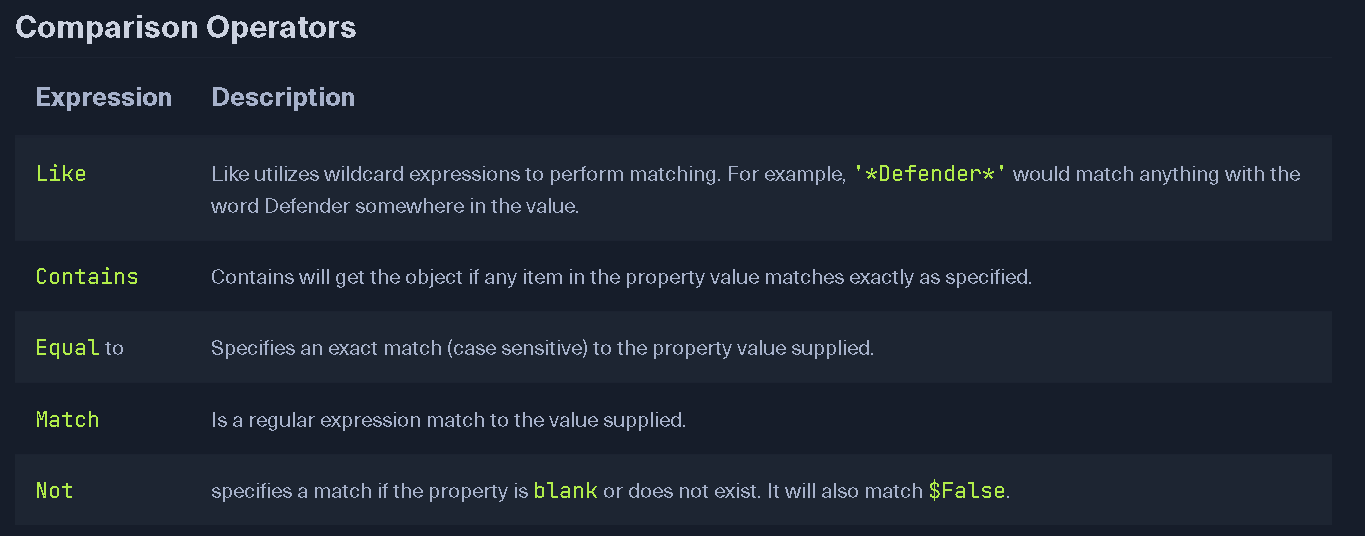 Comparison Operators
Expression Description
Like Like utilizes wildcard expressions to perform matching. For example, '*Defender*' would match anything with the
word Defender somewhere in the value.
Contains Contains will get the object if any item in the property value matches exactly as specified.
Equal to Specifies an exact match (case sensitive) to the property value supplied.
Match Is a regular expression match to the value supplied.
Not specifies a match if the property is blank or does not exist. It will also match $False.